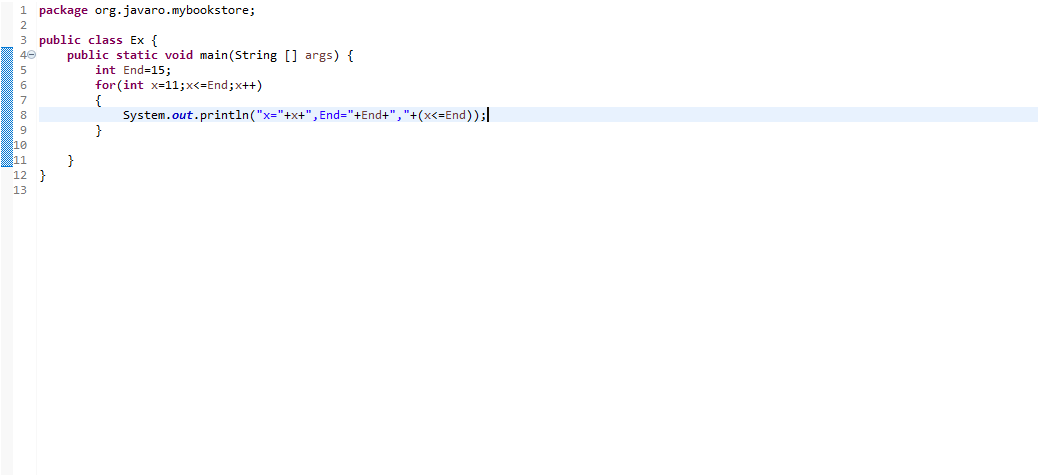 1 package org.javaro.mybookstore;
2
3 public class Ex {
4 public static void main(String [] args) {
5 int End=15;
6 for(int x=11;x<=End;x++)
7 {
8 System.out.println("x="+x+",End="+End+","+(x<=End));
9 }
10
11 }
12 }
13